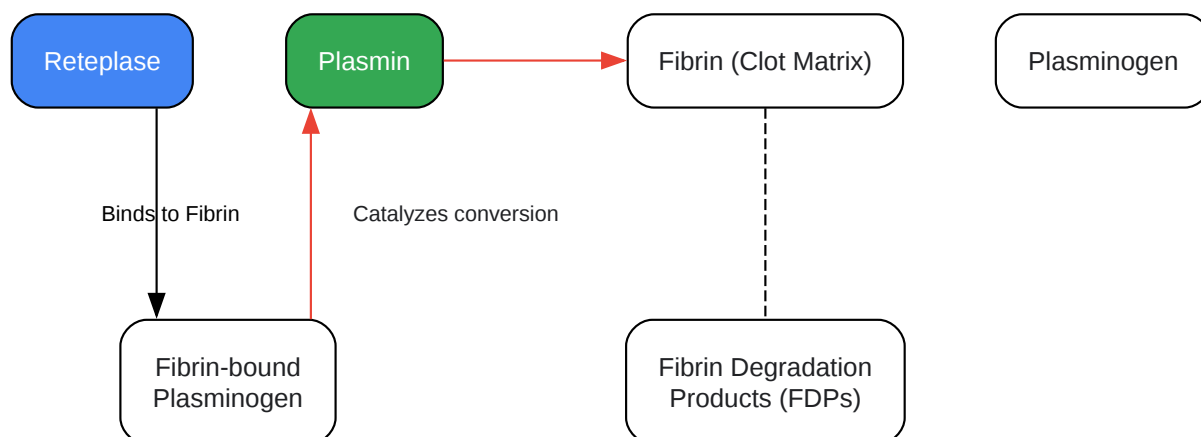 Reteplase
Plasmin
Fibrin (Clot Matrix)
Plasminogen
Binds to Fibrin
Catalyzes conversion
Fibrin-bound
Plasminogen
Fibrin Degradation
Products (FDPs)